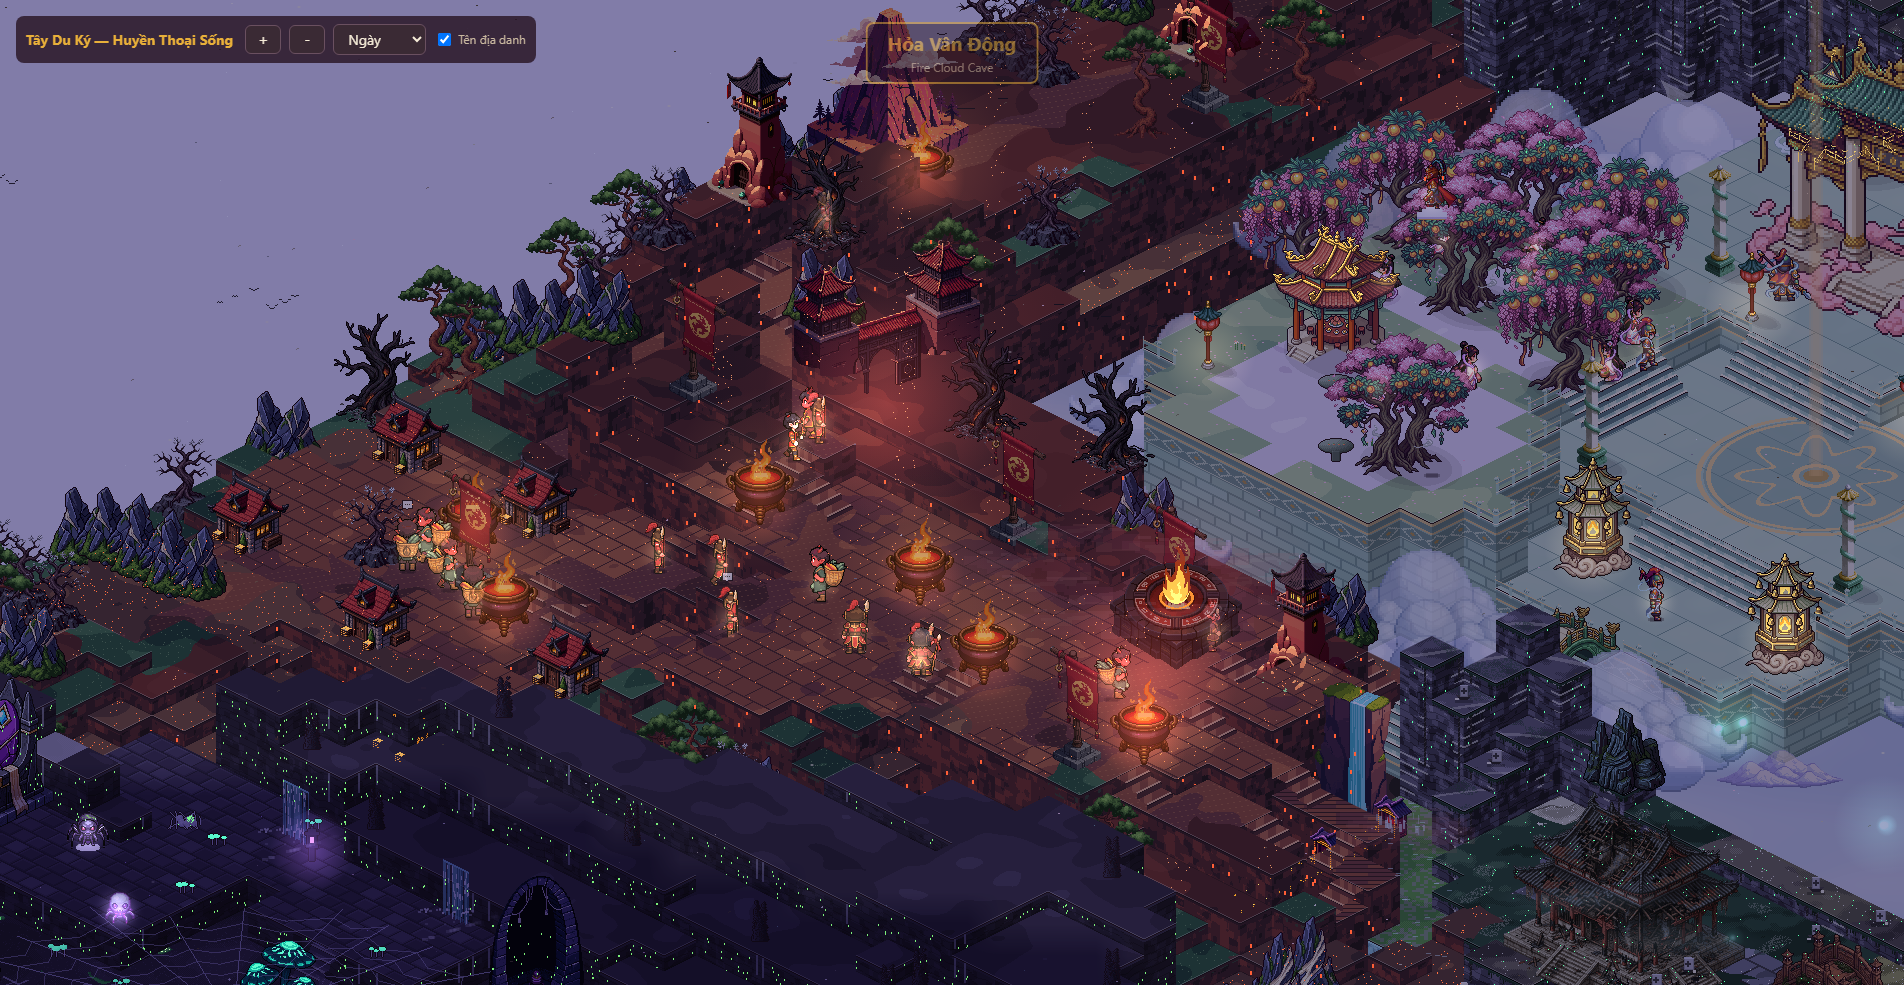 Tây Du Ký — Huyền Thoại Sống
+
-
Ngày
Tên địa danh
Hỏa Vân Động
Fire Cloud Cave